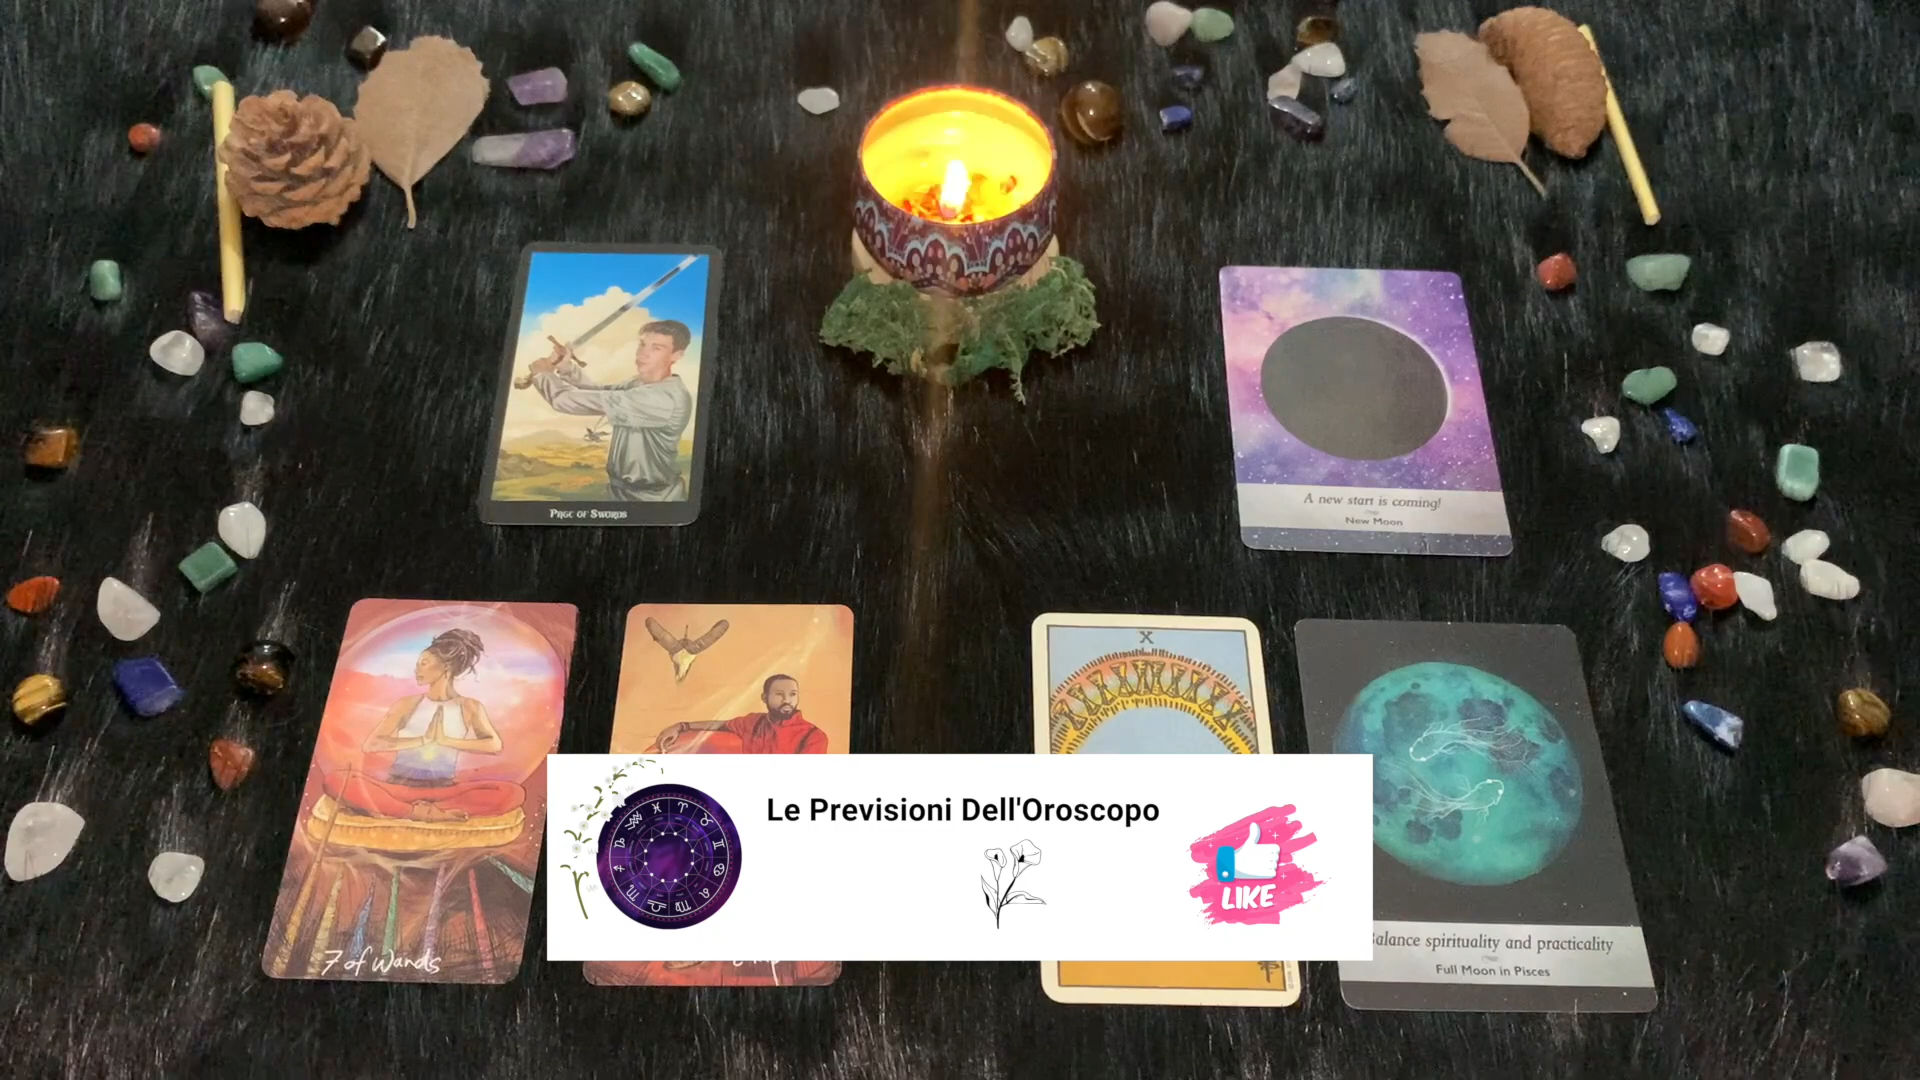 PAGE OF SWORDS
A new start is coming!
New Moon
X
Le Previsioni Dell'Oroscopo
LIKE
7 of Wands
Balance spirituality and practicality
Full Moon in Pisces